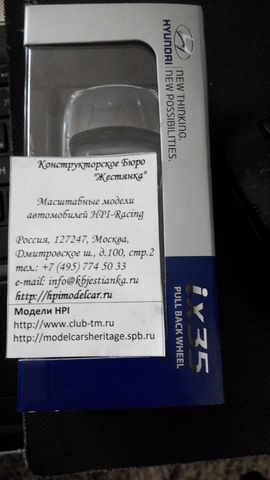 HYUNDAI
NEW THINKING.
NEW POSSIBILITIES.
Конструкторское Бюро
"Жестянка"
Масштабные модели
автомобилей HPI-Racing
Россия, 127247, Москва,
Дмитровское ш., д.100, стр.2
тел.: +7 (495) 774 50 33
e-mail: info@kbjestianka.ru
http://hpimodelcar.ru
Модели HPI
http://www.club-tm.ru
http://modelcarsheritage.spb.ru
ix35
PULL BACK WHEEL